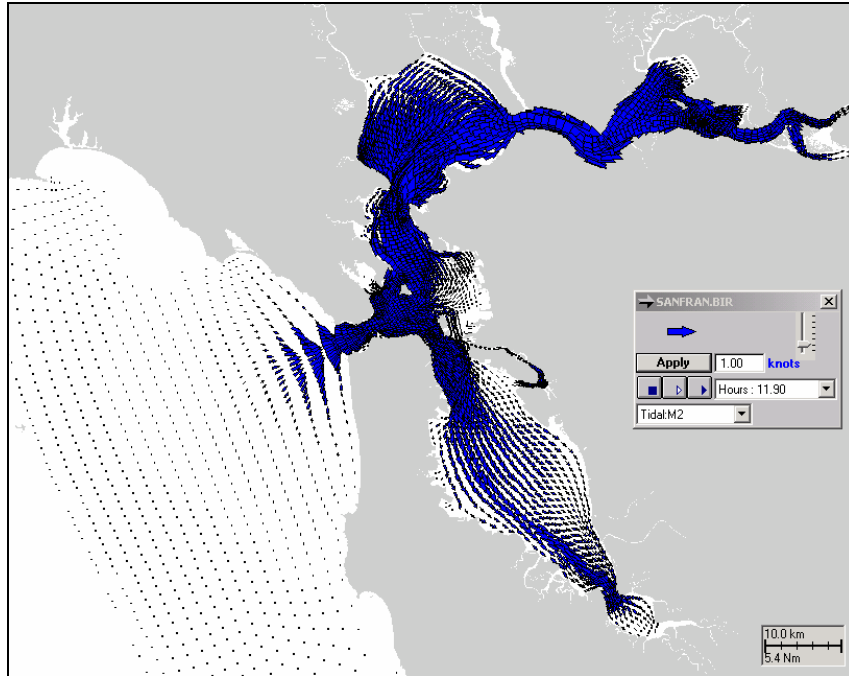 SANFRAN.BIR
Apply
1.00
knots
Hours : 11.90
Tidal:M2
10.0 km
5.4 Nm